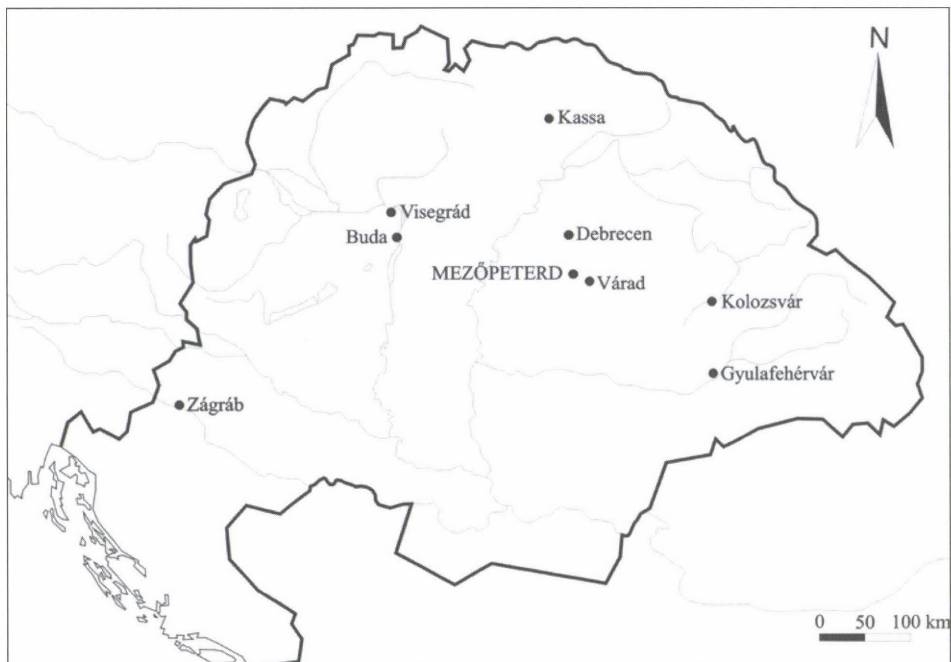 N
Kassa
Visegrád
Buda
Debrecen
MEZŐPETERD
Várad
Kolozsvár
Gyulafehérvár
Zágráb
0 50 100 km